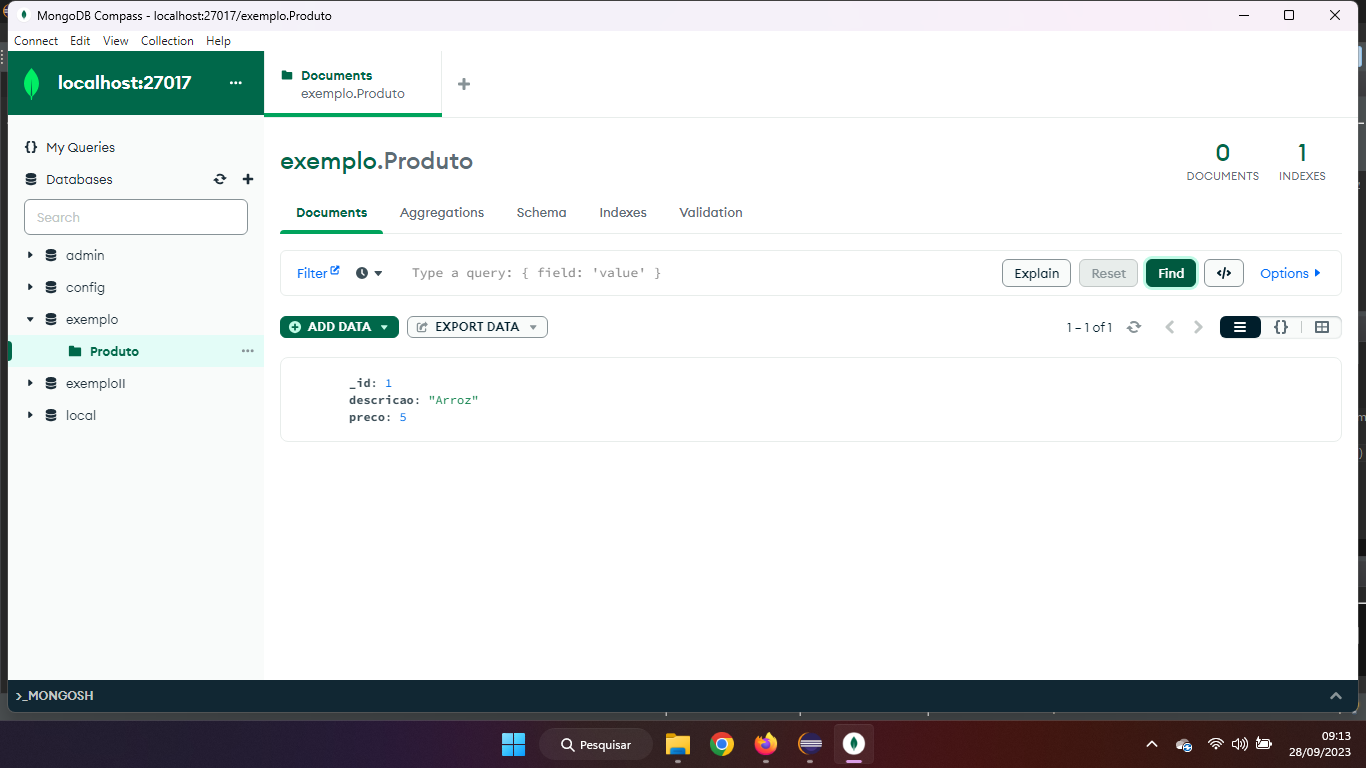 MongoDB Compass - localhost:27017/exemplo.Produto
Connect Edit View Collection Help
localhost:27017 ...
Documents
exemplo.Produto
My Queries
Databases
Search
admin
config
exemplo
Produto
exemploII
local
exemplo.Produto
0 DOCUMENTS
1 INDEXES
Documents Aggregations Schema Indexes Validation
Filter Type a query: { field: 'value' } Explain Reset Find </> Options
ADD DATA EXPORT DATA 1 – 1 of 1 {}
_id: 1
descricao: "Arroz"
preco: 5
>_MONGOSH
Pesquisar
09:13
28/09/2023